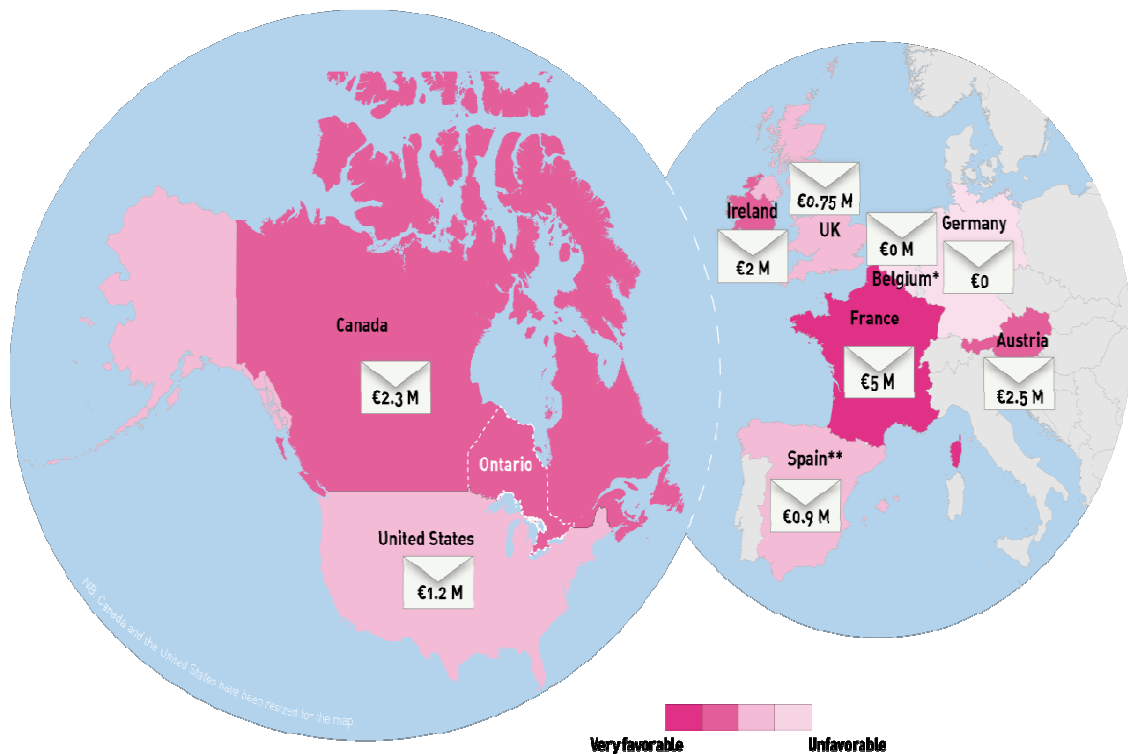 Canada
€2.3 M
Ontario
United States
€1.2 M
NB: Canada and the United States have been resized for the map
Ireland
€2 M
€0.75 M
UK
€0 M
Belgium*
Germany
€0
France
€5 M
Austria
€2.5 M
Spain**
€0.9 M
Very favorable
Unfavorable